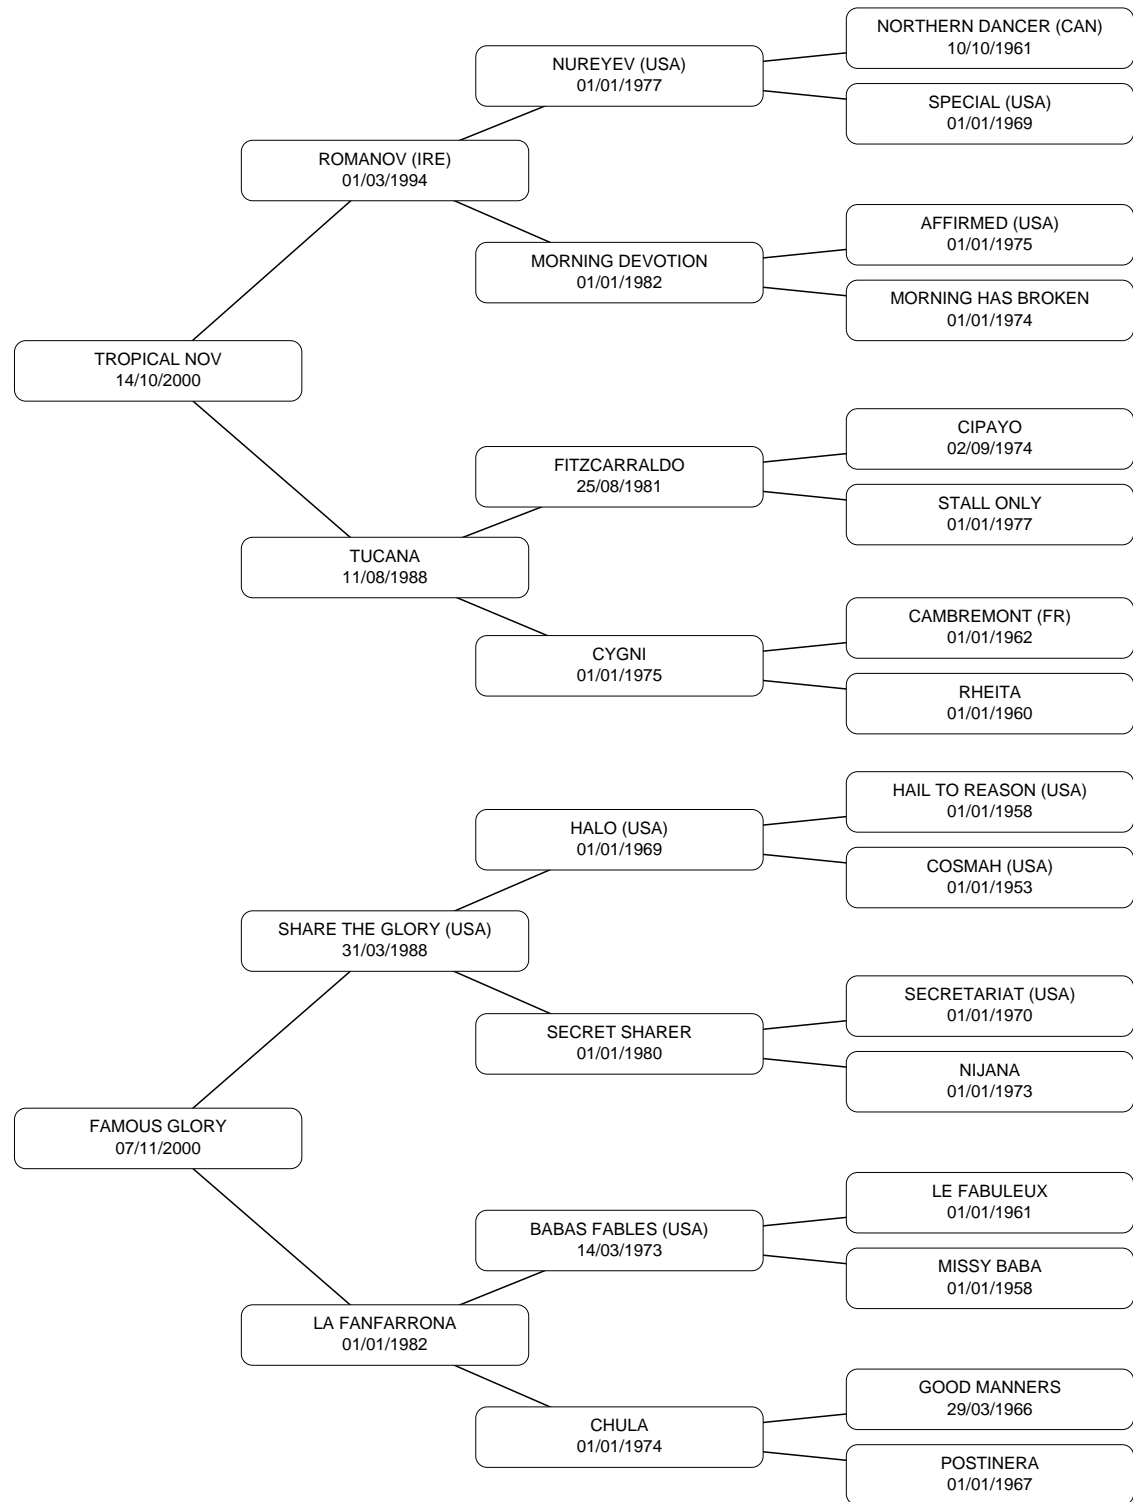 NORTHERN DANCER (CAN)
10/10/1961
NUREYEV (USA)
01/01/1977
SPECIAL (USA)
01/01/1969
ROMANOV (IRE)
01/03/1994
AFFIRMED (USA)
01/01/1975
MORNING DEVOTION
01/01/1982
MORNING HAS BROKEN
01/01/1974
TROPICAL NOV
14/10/2000
CIPAYO
02/09/1974
FITZCARRALDO
25/08/1981
STALL ONLY
01/01/1977
TUCANA
11/08/1988
CAMBREMONT (FR)
01/01/1962
CYGNI
01/01/1975
RHEITA
01/01/1960
HAIL TO REASON (USA)
01/01/1958
HALO (USA)
01/01/1969
COSMAH (USA)
01/01/1953
SHARE THE GLORY (USA)
31/03/1988
SECRETARIAT (USA)
01/01/1970
SECRET SHARER
01/01/1980
NIJANA
01/01/1973
FAMOUS GLORY
07/11/2000
LE FABULEUX
01/01/1961
BABAS FABLES (USA)
14/03/1973
MISSY BABA
01/01/1958
LA FANFARRONA
01/01/1982
GOOD MANNERS
29/03/1966
CHULA
01/01/1974
POSTINERA
01/01/1967